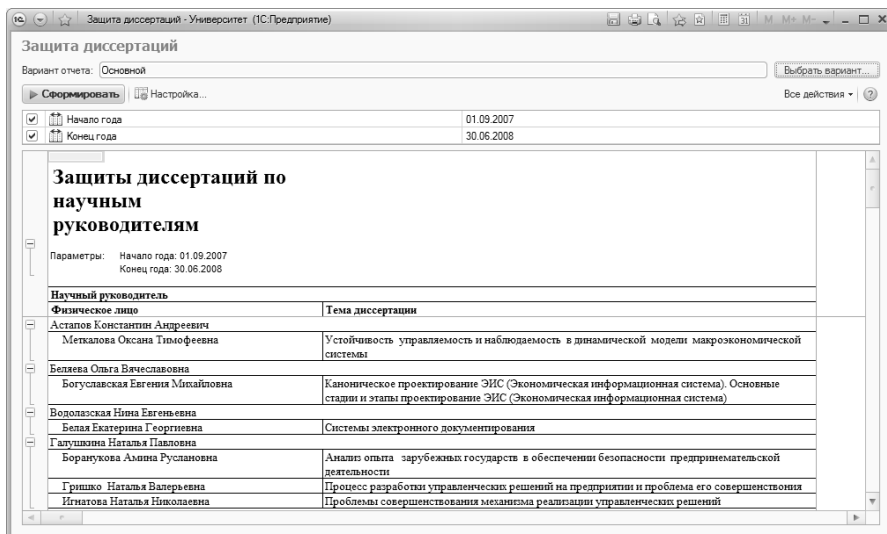 Защита диссертаций - Университет (1С:Предприятие)
M M+ M-
Защита диссертаций
Вариант отчета: Основной Выбрать вариант...
Сформировать Настройка... Все действия
Начало года 01.09.2007
Конец года 30.06.2008
Защиты диссертаций по
научным
руководителям
Параметры: Начало года: 01.09.2007
Конец года: 30.06.2008
Научный руководитель
Физическое лицо Тема диссертации
Астапов Константин Андреевич
Меткалова Оксана Тимофеевна Устойчивость управляемость и наблюдаемость в динамической модели макроэкономической
системы
Беляева Ольга Вячеславовна
Богуславская Евгения Михайловна Каноническое проектирование ЭИС (Экономическая информационная система). Основные
стадии и этапы проектирование ЭИС (Экономическая информационная система)
Водолазская Нина Евгеньевна
Белая Екатерина Георгиевна Системы электронного документирования
Галушкина Наталья Павловна
Боранукова Амина Руслановна Анализ опыта зарубежных государств в обеспечении безопасности предпринемательской
деятельности
Гришко Наталья Валерьевна Процесс разработки управленческих решений на предприятии и проблема его совершенствония
Игнатова Наталья Николаевна Проблемы совершенствования механизма реализации управленческих решений